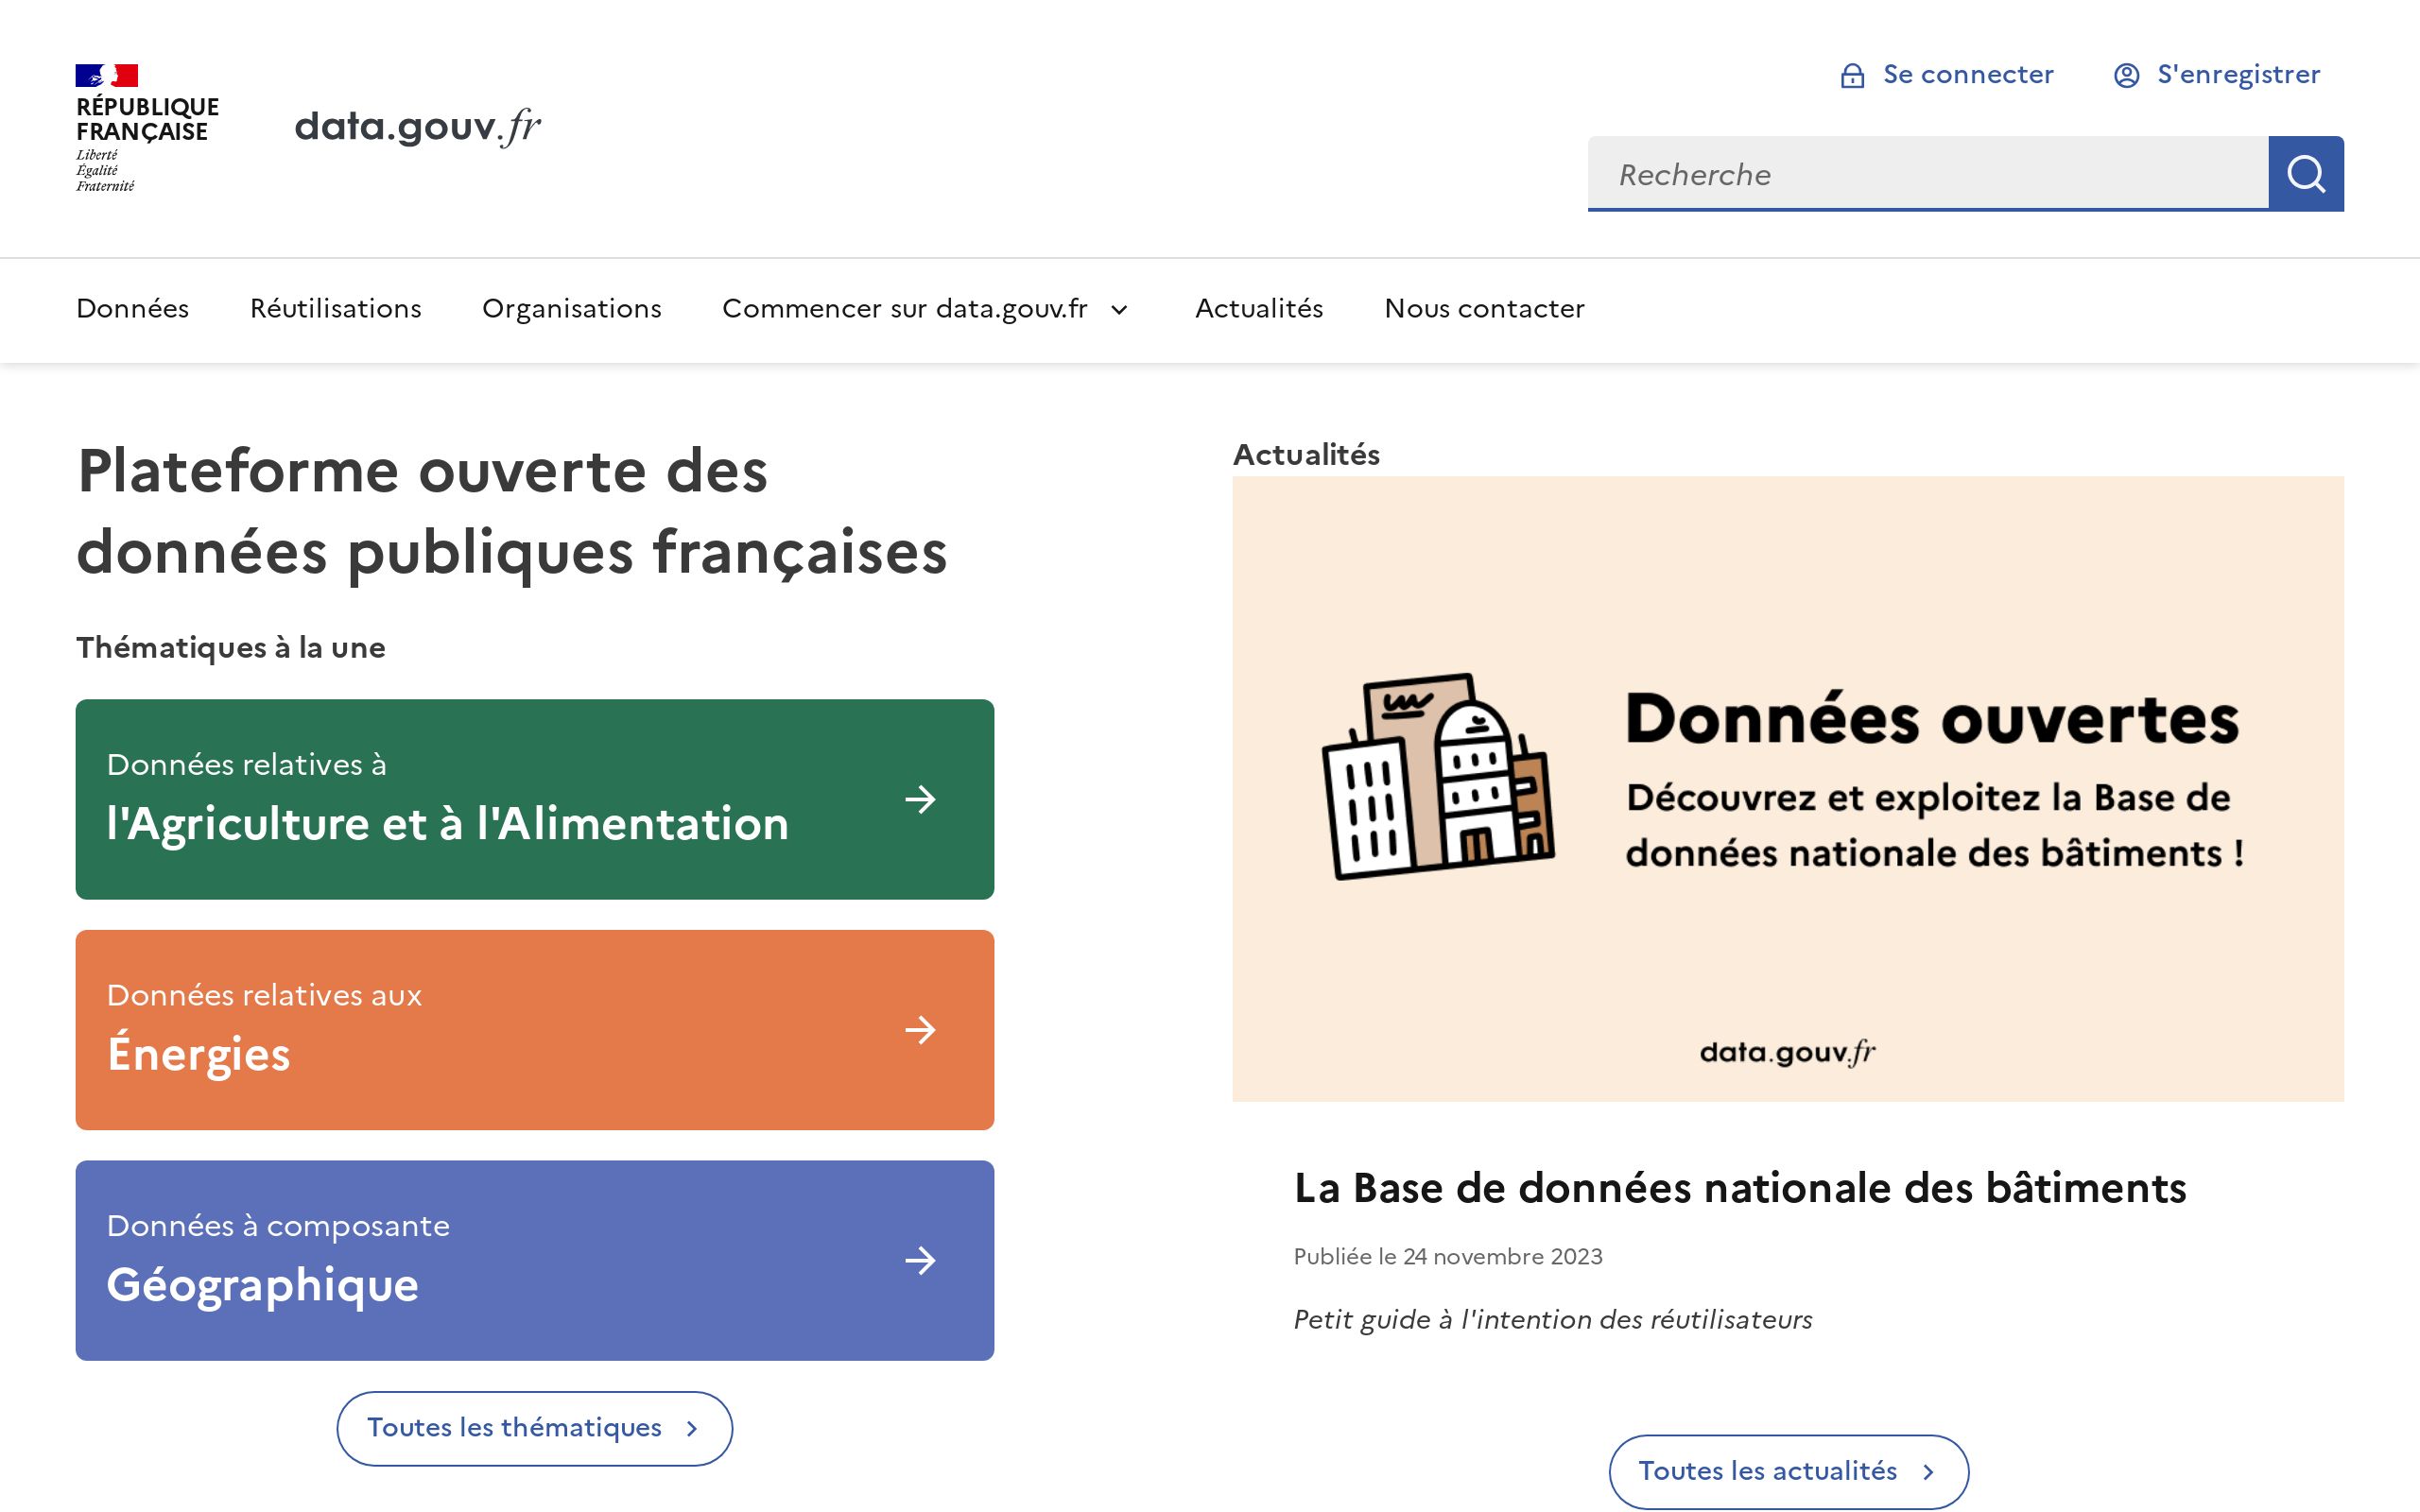 RÉPUBLIQUE
FRANÇAISE
Liberté
Égalité
Fraternité
data.gouv.fr
Se connecter
S'enregistrer
Recherche
Données
Réutilisations
Organisations
Commencer sur data.gouv.fr
Actualités
Nous contacter
Plateforme ouverte des
données publiques françaises
Thématiques à la une
Données relatives à
l'Agriculture et à l'Alimentation
Données relatives aux
Énergies
Données à composante
Géographique
Toutes les thématiques
Actualités
Données ouvertes
Découvrez et exploitez la Base de
données nationale des bâtiments !
data.gouv.fr
La Base de données nationale des bâtiments
Publiée le 24 novembre 2023
Petit guide à l'intention des réutilisateurs
Toutes les actualités